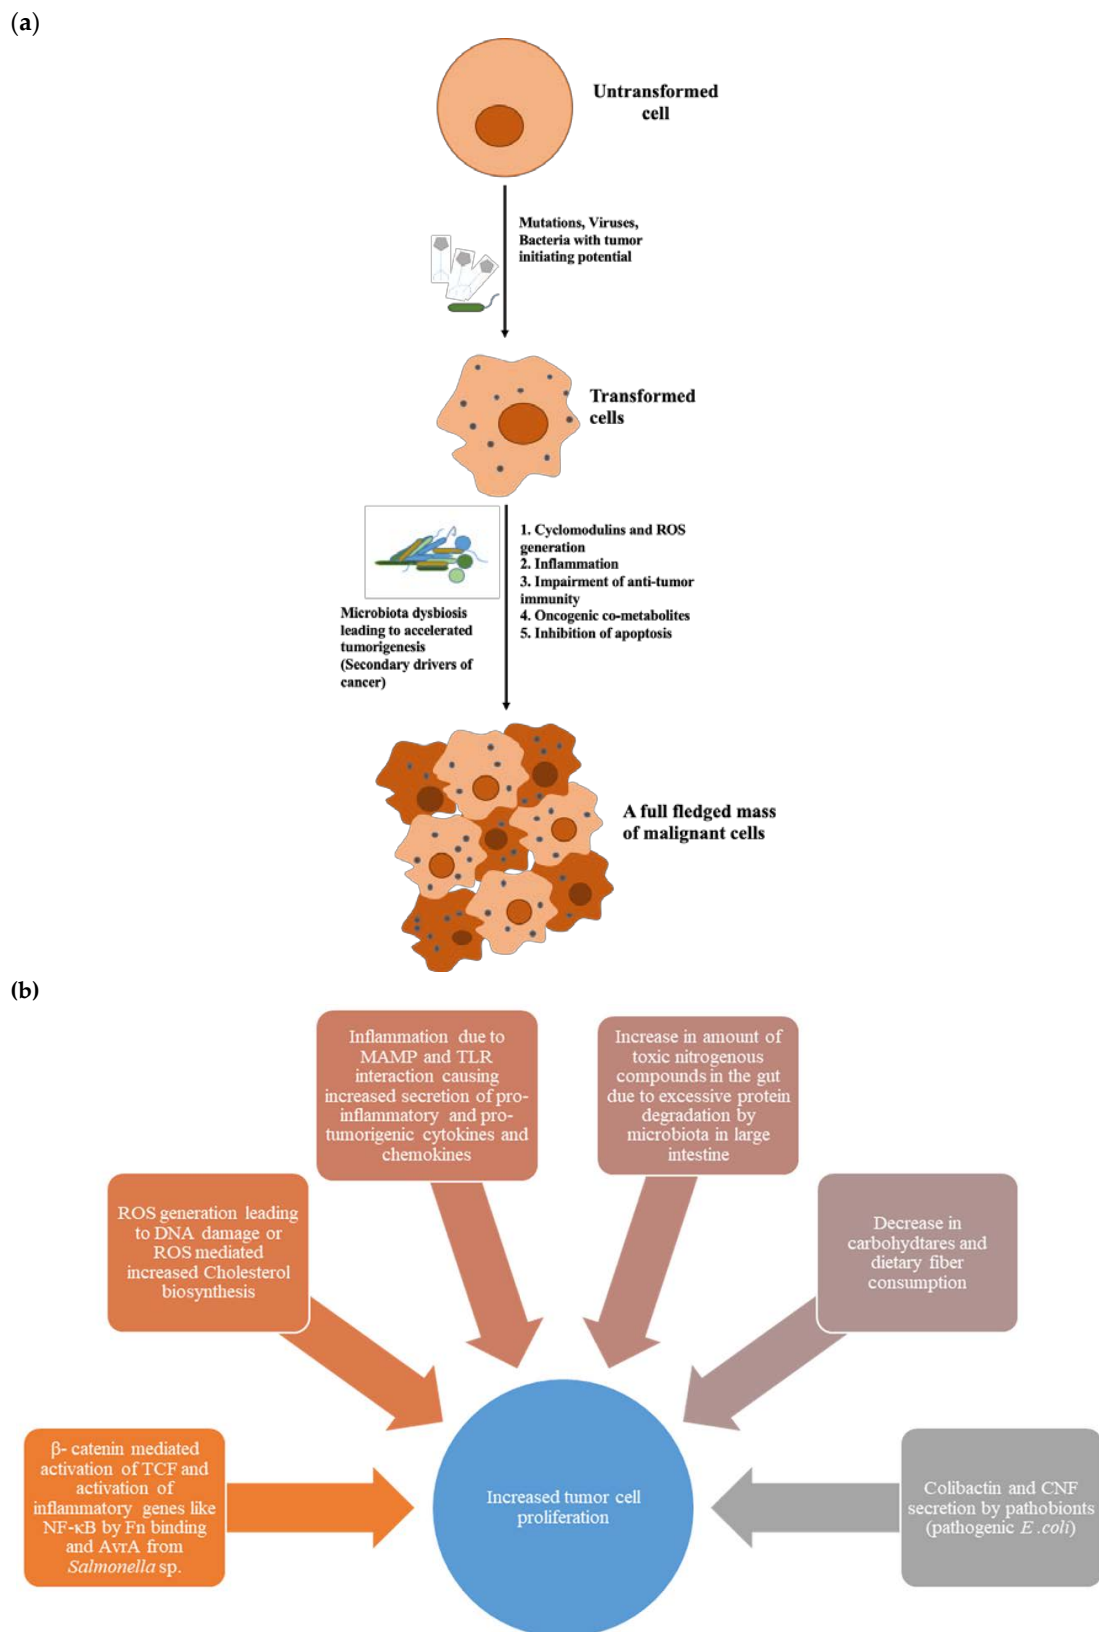 (a)
Untransformed
cell
Mutations, Viruses,
Bacteria with tumor
initiating potential
Transformed
cells
1. Cyclomodulins and ROS
generation
2. Inflammation
3. Impairment of anti-tumor
immunity
4. Oncogenic co-metabolites
5. Inhibition of apoptosis
Microbiota dysbiosis
leading to accelerated
tumorigenesis
(Secondary drivers of
cancer)
A full fledged mass
of malignant cells
(b)
Inflammation due to
MAMP and TLR
interaction causing
increased secretion of pro-
inflammatory and pro-
tumorigenic cytokines and
chemokines
Increase in amount of
toxic nitrogenous
compounds in the gut
due to excessive protein
degradation by
microbiota in large
intestine
ROS generation leading
to DNA damage or
ROS mediated
increased Cholesterol
biosynthesis
Decrease in
carbohydtares and
dietary fiber
consumption
β- catenin mediated
activation of TCF and
activation of
inflammatory genes like
NF-κB by Fn binding
and AvrA from
Salmonella sp.
Increased tumor cell
proliferation
Colibactin and CNF
secretion by pathobionts
(pathogenic E .coli)